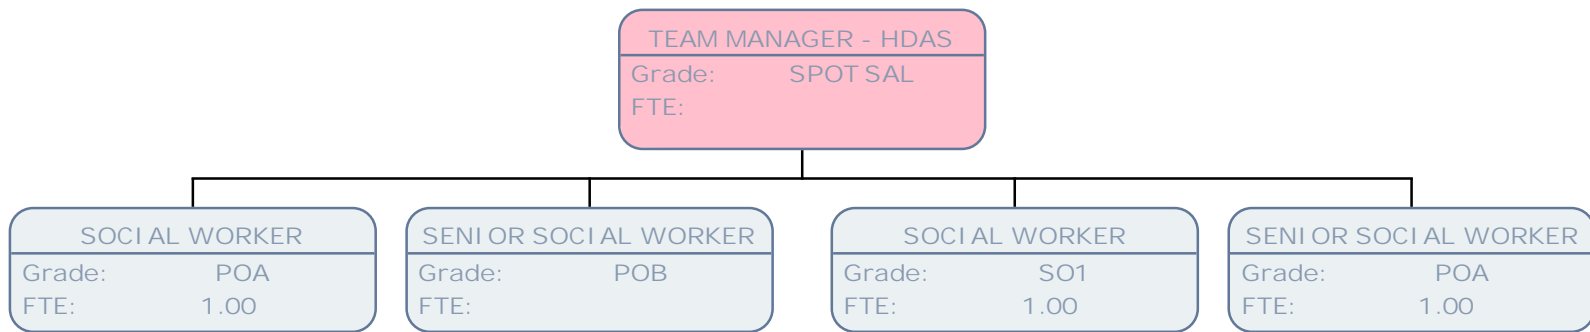 TEAM MANAGER - HDAS
Grade: SPOT SAL
FTE:
SOCIAL WORKER
Grade: POA
FTE: 1.00
SENIOR SOCIAL WORKER
Grade: POB
FTE:
SOCIAL WORKER
Grade: SO1
FTE: 1.00
SENIOR SOCIAL WORKER
Grade: POA
FTE: 1.00